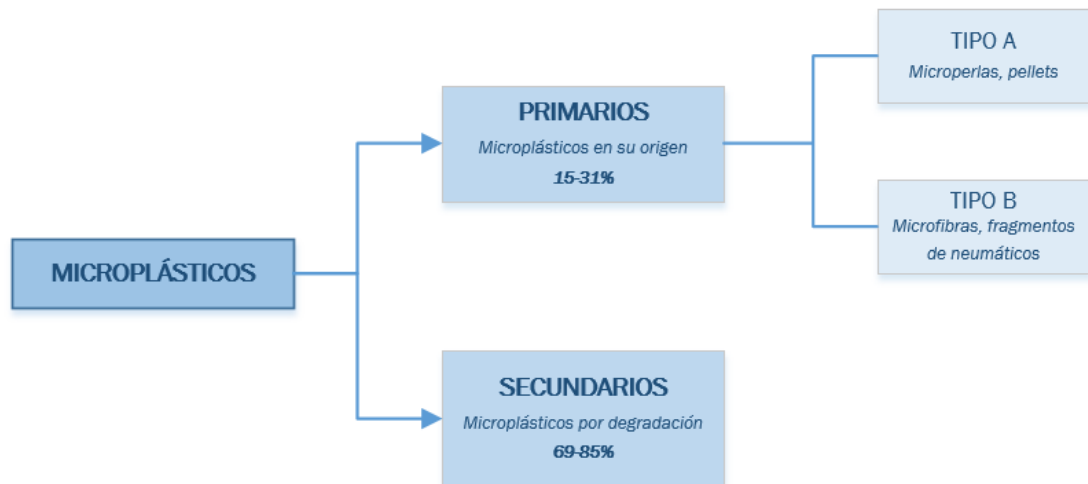 MICROPLÁSTICOS
PRIMARIOS
Microplásticos en su origen
15-31%
TIPO A
Microperlas, pellets
TIPO B
Microfibras, fragmentos
de neumáticos
SECUNDARIOS
Microplásticos por degradación
69-85%